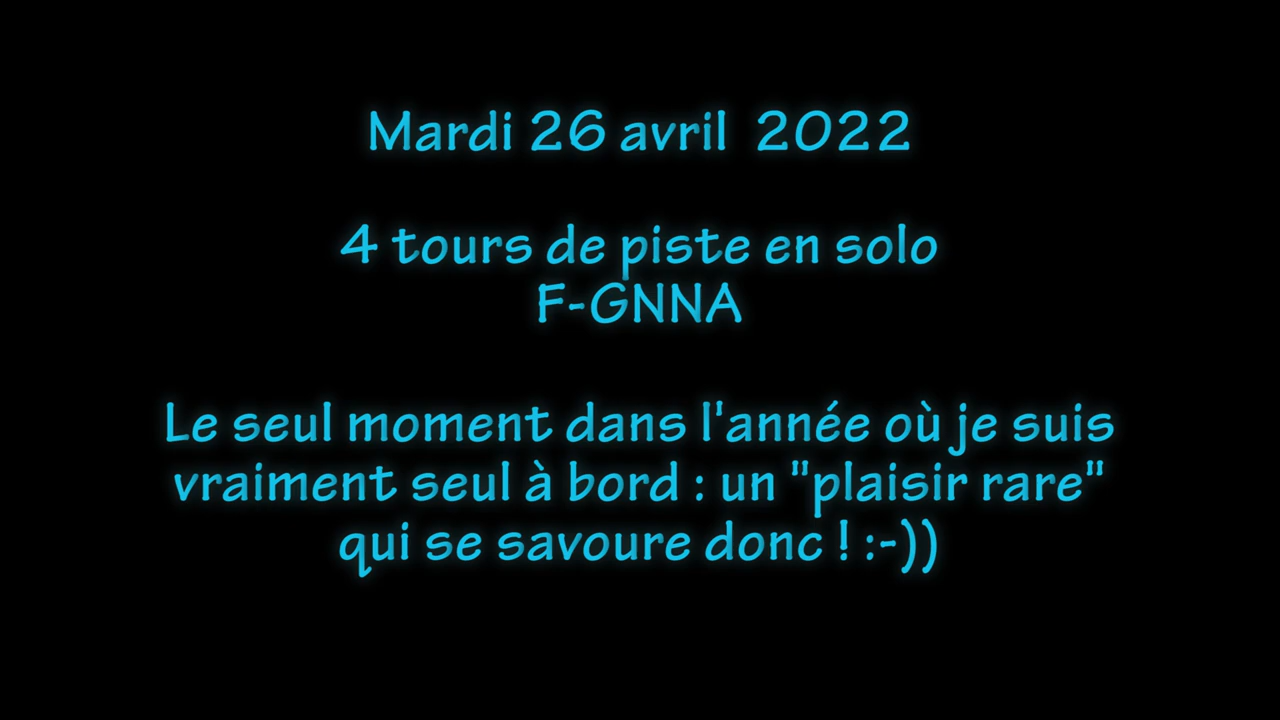 Mardi 26 avril  2022
4 tours de piste en solo
F-GNNA
Le seul moment dans l'année où je suis
vraiment seul à bord : un "plaisir rare"
qui se savoure donc ! :-))